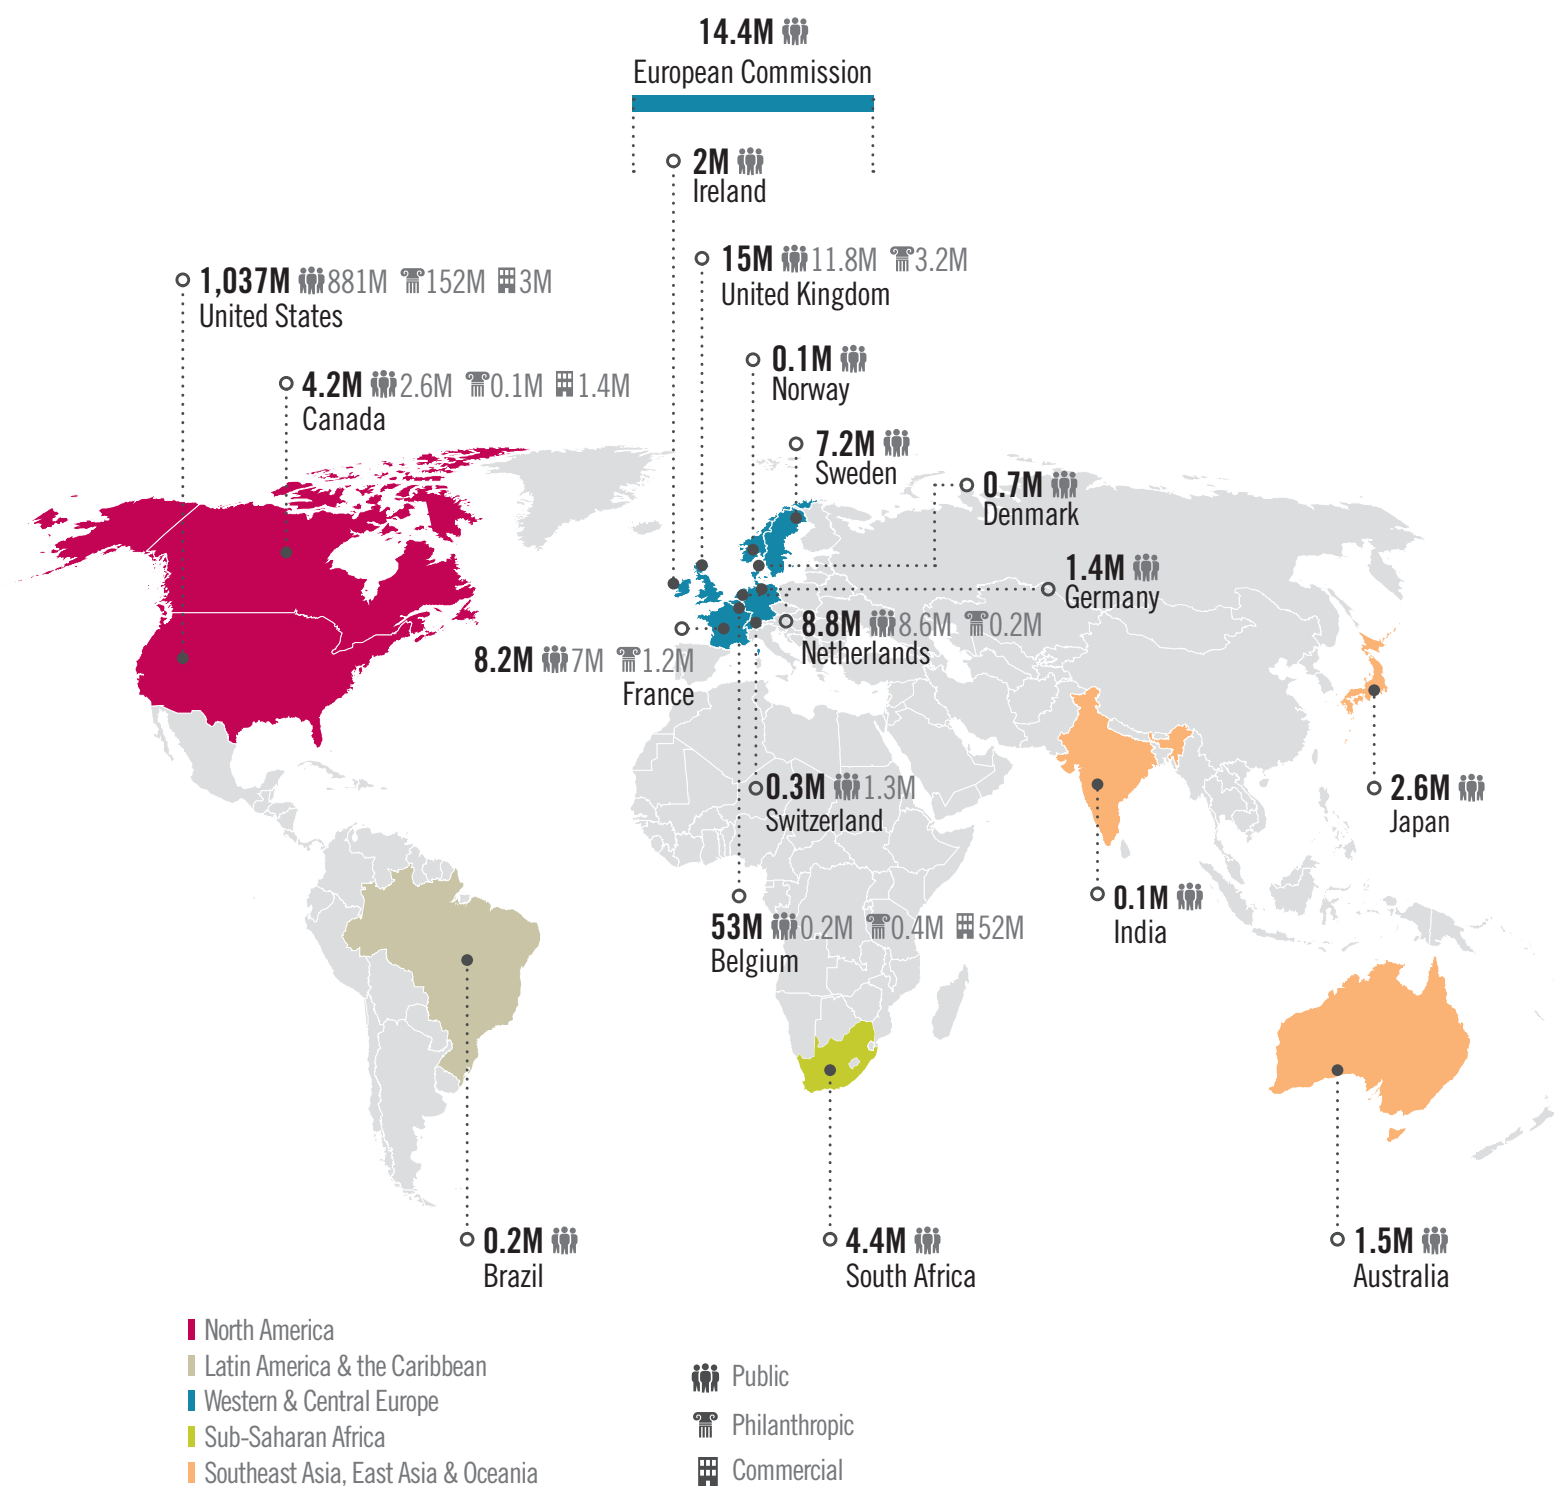 14.4M
European Commission
2M
Ireland
15M 11.8M 3.2M
United Kingdom
1,037M 881M 152M 3M
United States
0.1M
Norway
4.2M 2.6M 0.1M 1.4M
Canada
7.2M
Sweden
0.7M
Denmark
1.4M
Germany
8.8M 8.6M 0.2M
Netherlands
8.2M 7M 1.2M
France
0.3M 1.3M
Switzerland
2.6M
Japan
0.1M
India
53M 0.2M 0.4M 52M
Belgium
0.2M
Brazil
4.4M
South Africa
1.5M
Australia
North America
Latin America & the Caribbean
Western & Central Europe
Sub-Saharan Africa
Southeast Asia, East Asia & Oceania
Public
Philanthropic
Commercial